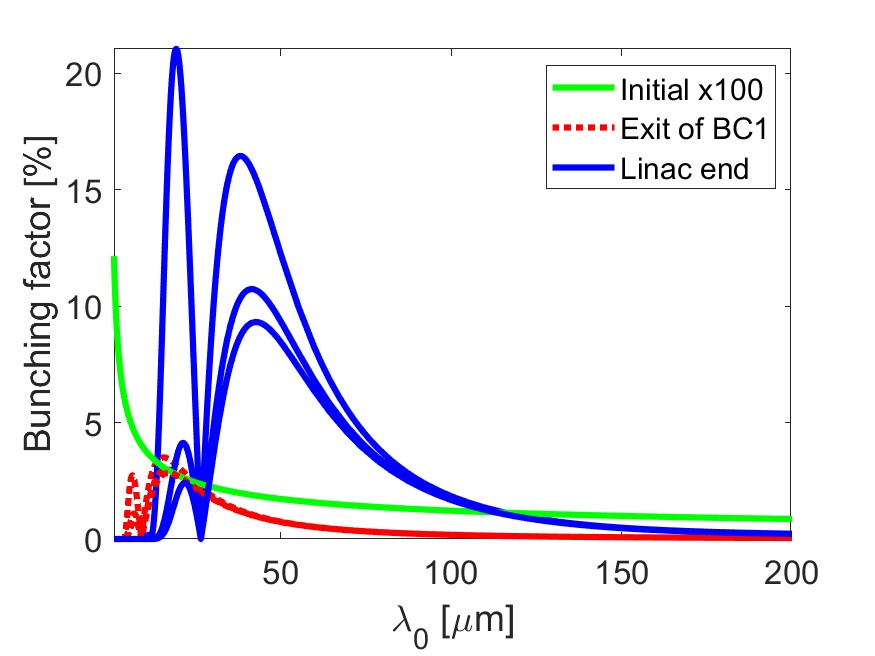 20
15
10
5
0
50
100
150
200
Bunching factor [%]
λ0 [μm]
Initial x100
Exit of BC1
Linac end